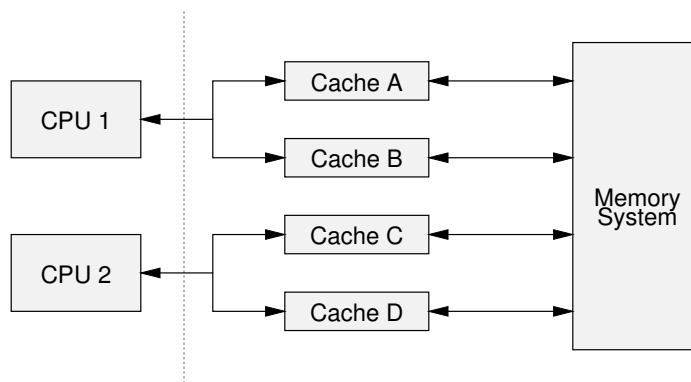 CPU 1
Cache A
Cache B
CPU 2
Cache C
Cache D
Memory
System